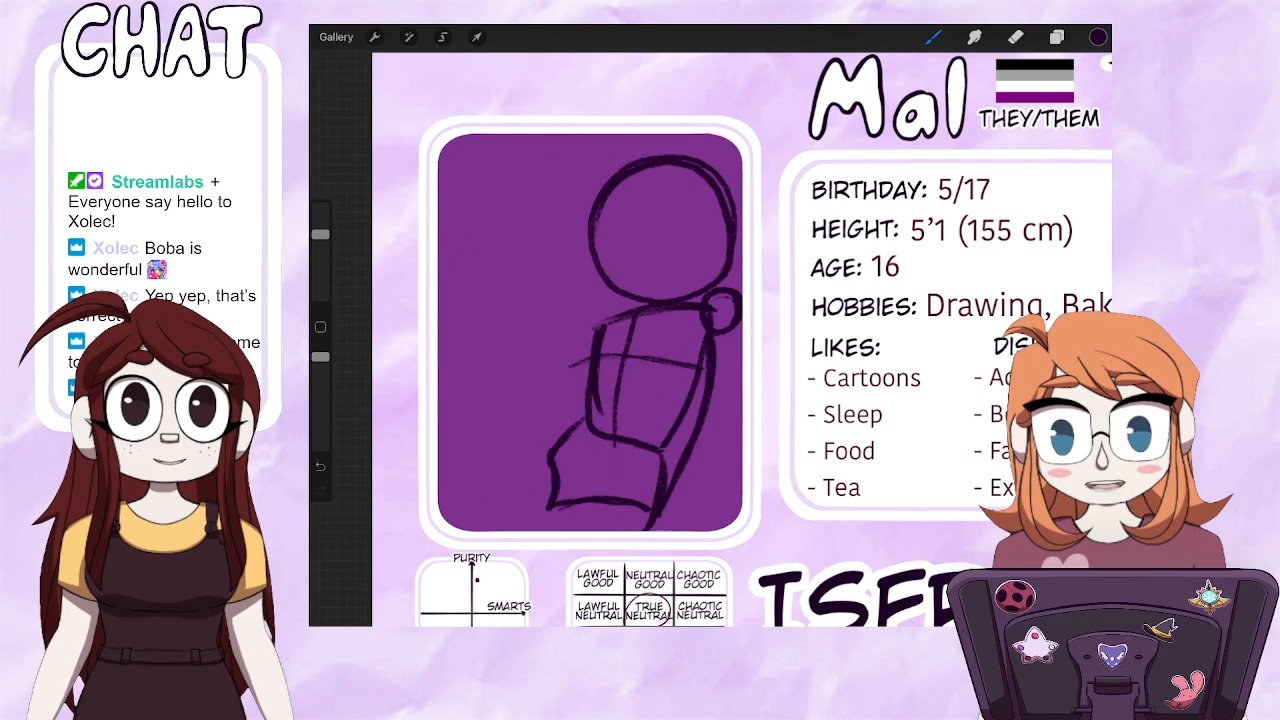 CHAT
Streamlabs +
Everyone say hello to
Xolec!
Xolec Boba is
wonderful
Yep yep, that's
Gallery
Mal
THEY/THEM
BIRTHDAY: 5/17
HEIGHT: 5'1 (155 cm)
AGE: 16
HOBBIES: Drawing,
LIKES:
- Cartoons
- Sleep
- Food
- Tea
PURITY
SMARTS
LAWFUL GOOD
NEUTRAL GOOD
CHAOTIC GOOD
LAWFUL NEUTRAL
TRUE NEUTRAL
CHAOTIC NEUTRAL